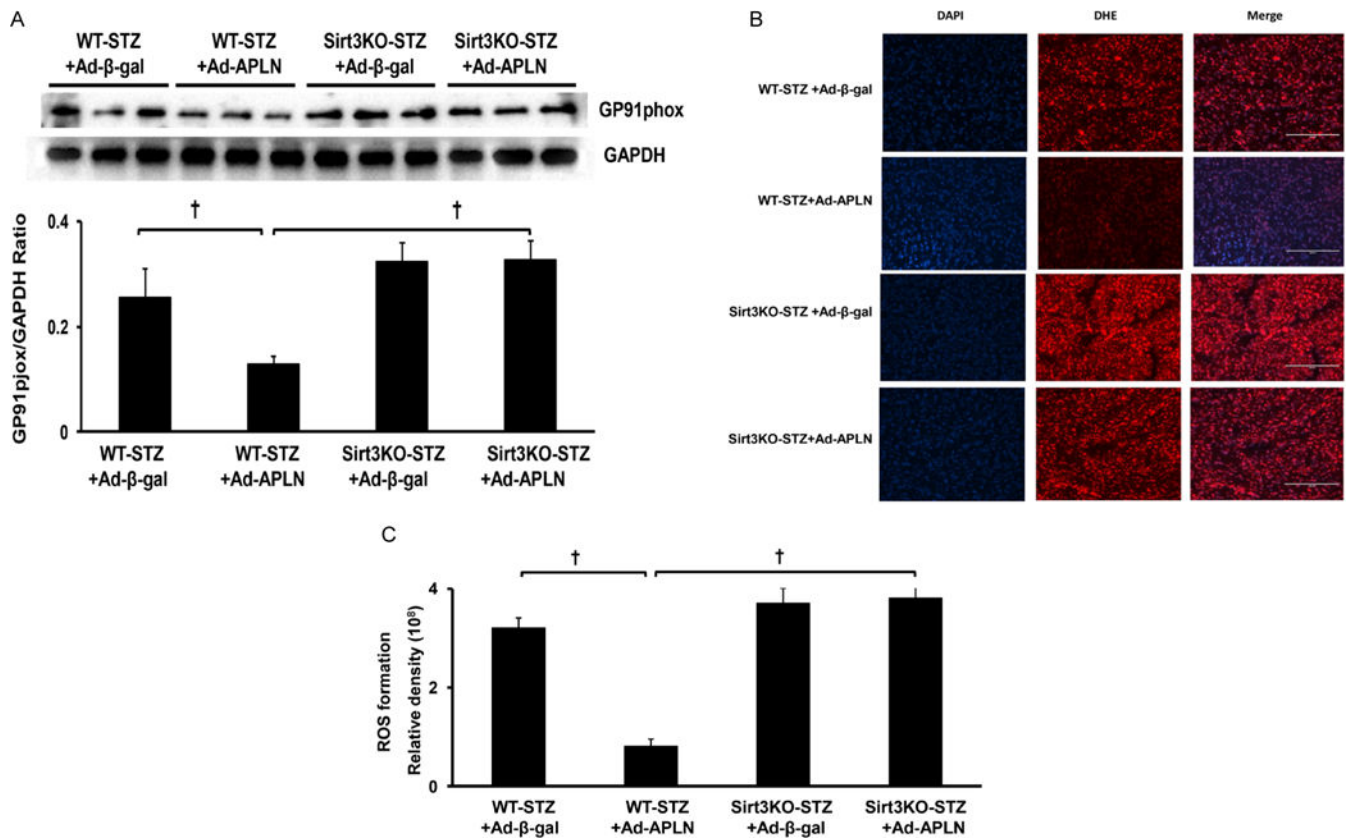 A
WT-STZ
+Ad-β-gal
WT-STZ
+Ad-APLN
Sirt3KO-STZ
+Ad-β-gal
Sirt3KO-STZ
+Ad-APLN
GP91phox
GAPDH
†
†
GP91pjox/GAPDH Ratio
0.4
0.2
0
WT-STZ
+Ad-β-gal
WT-STZ
+Ad-APLN
Sirt3KO-STZ
+Ad-β-gal
Sirt3KO-STZ
+Ad-APLN
B
DAPI
DHE
Merge
WT-STZ +Ad-β-gal
WT-STZ+Ad-APLN
Sirt3KO-STZ +Ad-β-gal
Sirt3KO-STZ+Ad-APLN
C
†
†
ROS formation
Relative density (10⁸)
4
2
0
WT-STZ
+Ad-β-gal
WT-STZ
+Ad-APLN
Sirt3KO-STZ
+Ad-β-gal
Sirt3KO-STZ
+Ad-APLN